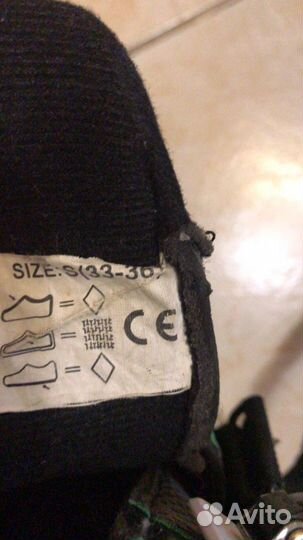 SIZE:S(33-36)
=
= CE
=
Avito